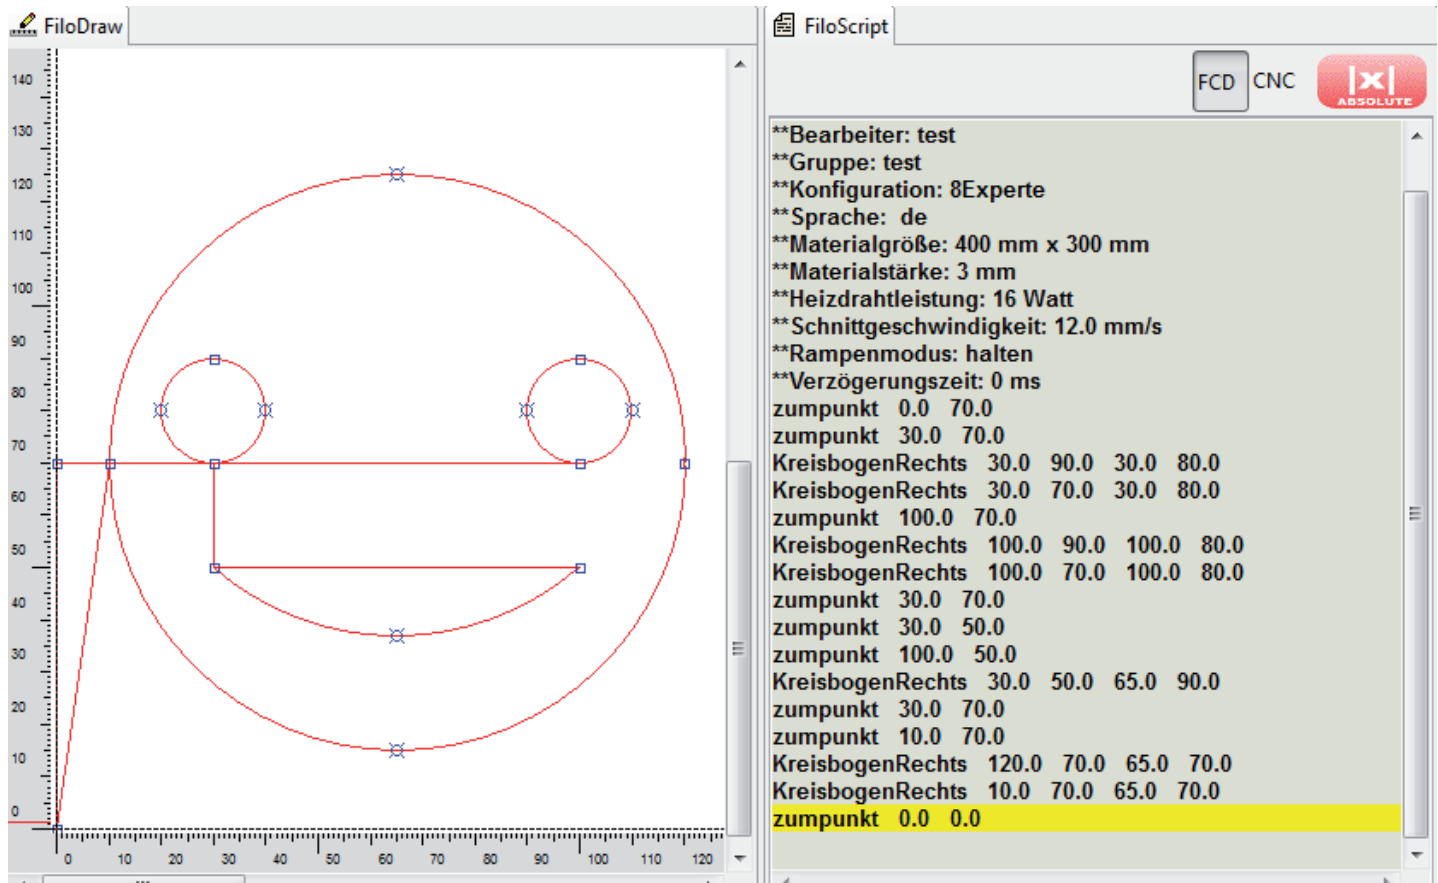 FiloDraw
FiloScript
FCD CNC |x|
ABSOLUTE
140
130
120
110
100
90
80
70
60
50
40
30
20
10
0
0 10 20 30 40 50 60 70 80 90 100 110 120
**Bearbeiter: test
**Gruppe: test
**Konfiguration: 8Experte
**Sprache: de
**Materialgröße: 400 mm x 300 mm
**Materialstärke: 3 mm
**Heizdrahtleistung: 16 Watt
**Schnittgeschwindigkeit: 12.0 mm/s
**Rampenmodus: halten
**Verzögerungszeit: 0 ms
zumpunkt 0.0 70.0
zumpunkt 30.0 70.0
KreisbogenRechts 30.0 90.0 30.0 80.0
KreisbogenRechts 30.0 70.0 30.0 80.0
zumpunkt 100.0 70.0
KreisbogenRechts 100.0 90.0 100.0 80.0
KreisbogenRechts 100.0 70.0 100.0 80.0
zumpunkt 30.0 70.0
zumpunkt 30.0 50.0
zumpunkt 100.0 50.0
KreisbogenRechts 30.0 50.0 65.0 90.0
zumpunkt 30.0 70.0
zumpunkt 10.0 70.0
KreisbogenRechts 120.0 70.0 65.0 70.0
KreisbogenRechts 10.0 70.0 65.0 70.0
zumpunkt 0.0 0.0